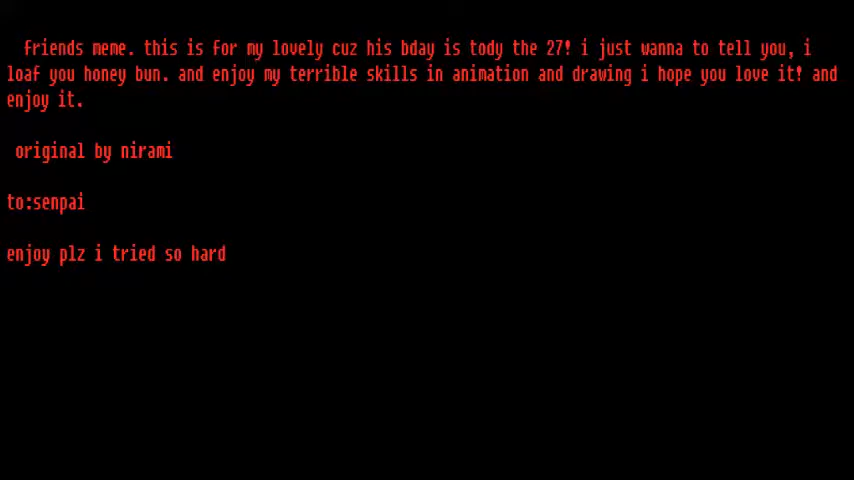 friends meme. this is for my lovely cuz his bday is tody the 27! i just wanna to tell you, i
loaf you honey bun. and enjoy my terrible skills in animation and drawing i hope you love it! and
enjoy it.
original by nirami
to:senpai
enjoy plz i tried so hard